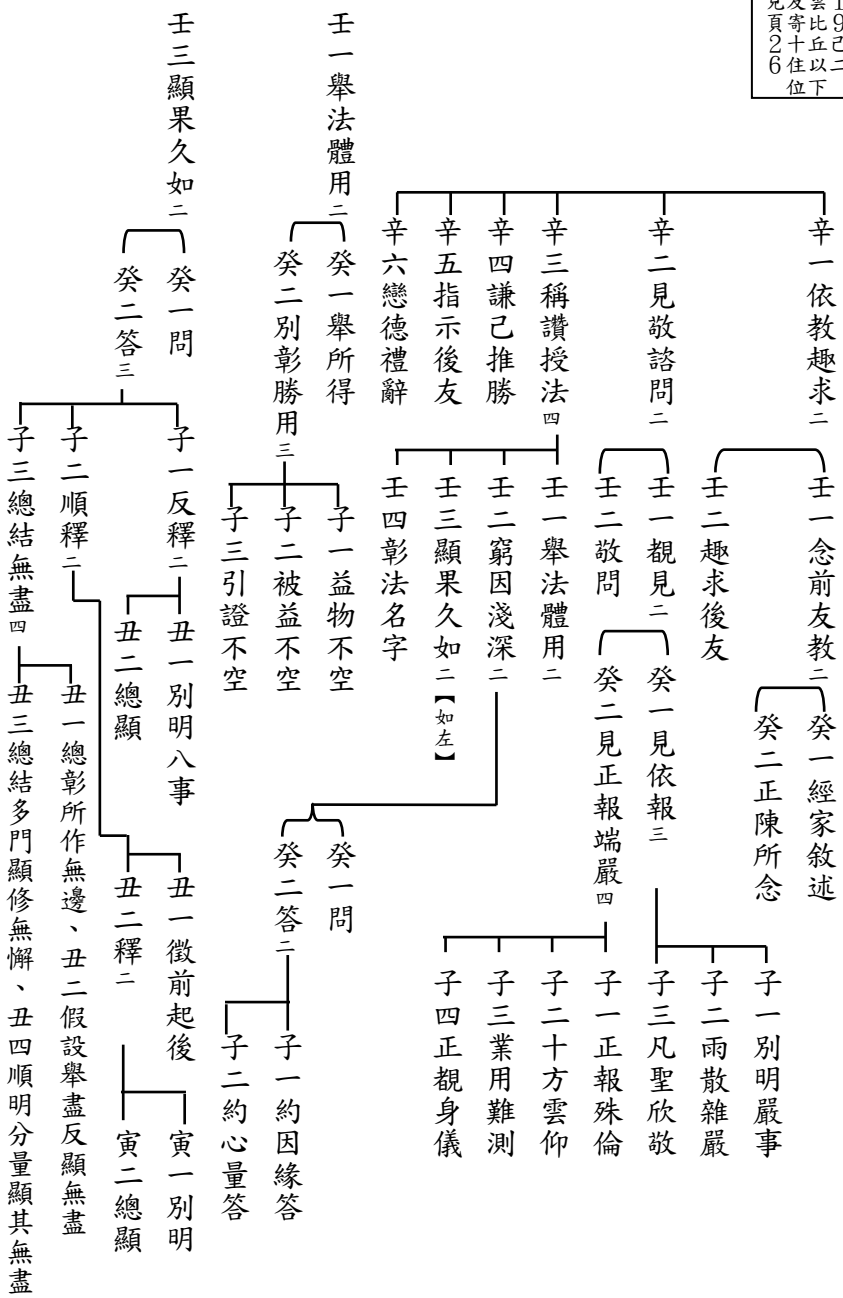 雲比丘以下
友寄十住位
見頁26
辛一依教趣求二
壬一念前友教二
癸一經家敘述
癸二正陳所念
壬二趣求後友
辛二見敬諮問二
壬一覩見二
癸一見依報三
子一別明嚴事
子二雨散雜嚴
子三凡聖欣敬
癸二見正報端嚴四
子一正報殊倫
子二十方雲仰
子三業用難測
子四正覩身儀
壬二敬問
辛三稱讚授法四
壬一舉法體用二
壬二窮因淺深二
癸一問
癸二答二
子一約因緣答
子二約心量答
壬三顯果久如二【如左】
壬四彰法名字
辛四謙己推勝
辛五指示後友
辛六戀德禮辭
壬一舉法體用二
癸一舉所得
癸二別彰勝用三
子一益物不空
子二被益不空
子三引證不空
壬三顯果久如二
癸一問
癸二答三
子一反釋二
丑一別明八事
丑二總顯
子二順釋二
丑一徵前起後
丑二釋二
寅一別明
寅二總顯
子三總結無盡四
丑一總彰所作無邊、丑二假設舉盡反顯無盡
丑三總結多門顯修無懈、丑四順明分量顯其無盡